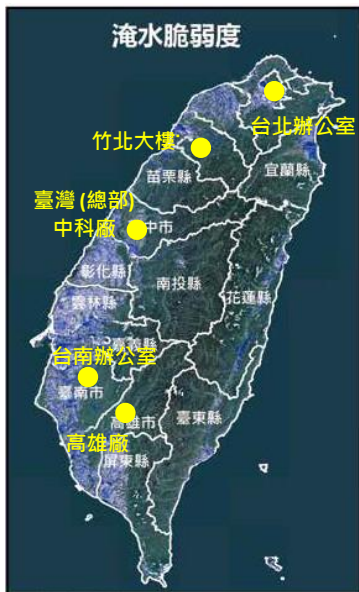 淹水脆弱度
台北辦公室
竹北大樓
宜蘭縣
苗栗縣
臺灣 (總部)
中科廠
中市
彰化縣
南投縣
花蓮縣
雲林縣
嘉義縣
台南辦公室
臺南市
高雄市
臺東縣
高雄廠
屏東縣